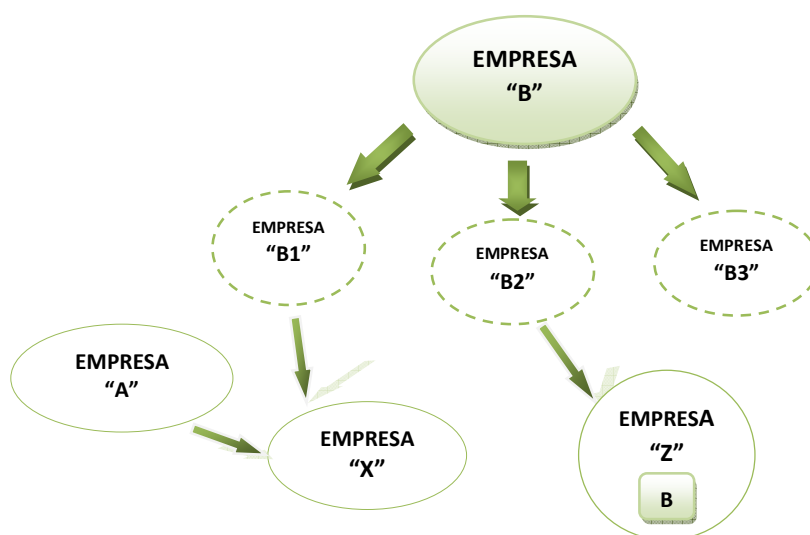 EMPRESA
“B”
EMPRESA
“B1”
EMPRESA
“B2”
EMPRESA
“B3”
EMPRESA
“A”
EMPRESA
“X”
EMPRESA
“Z”
B